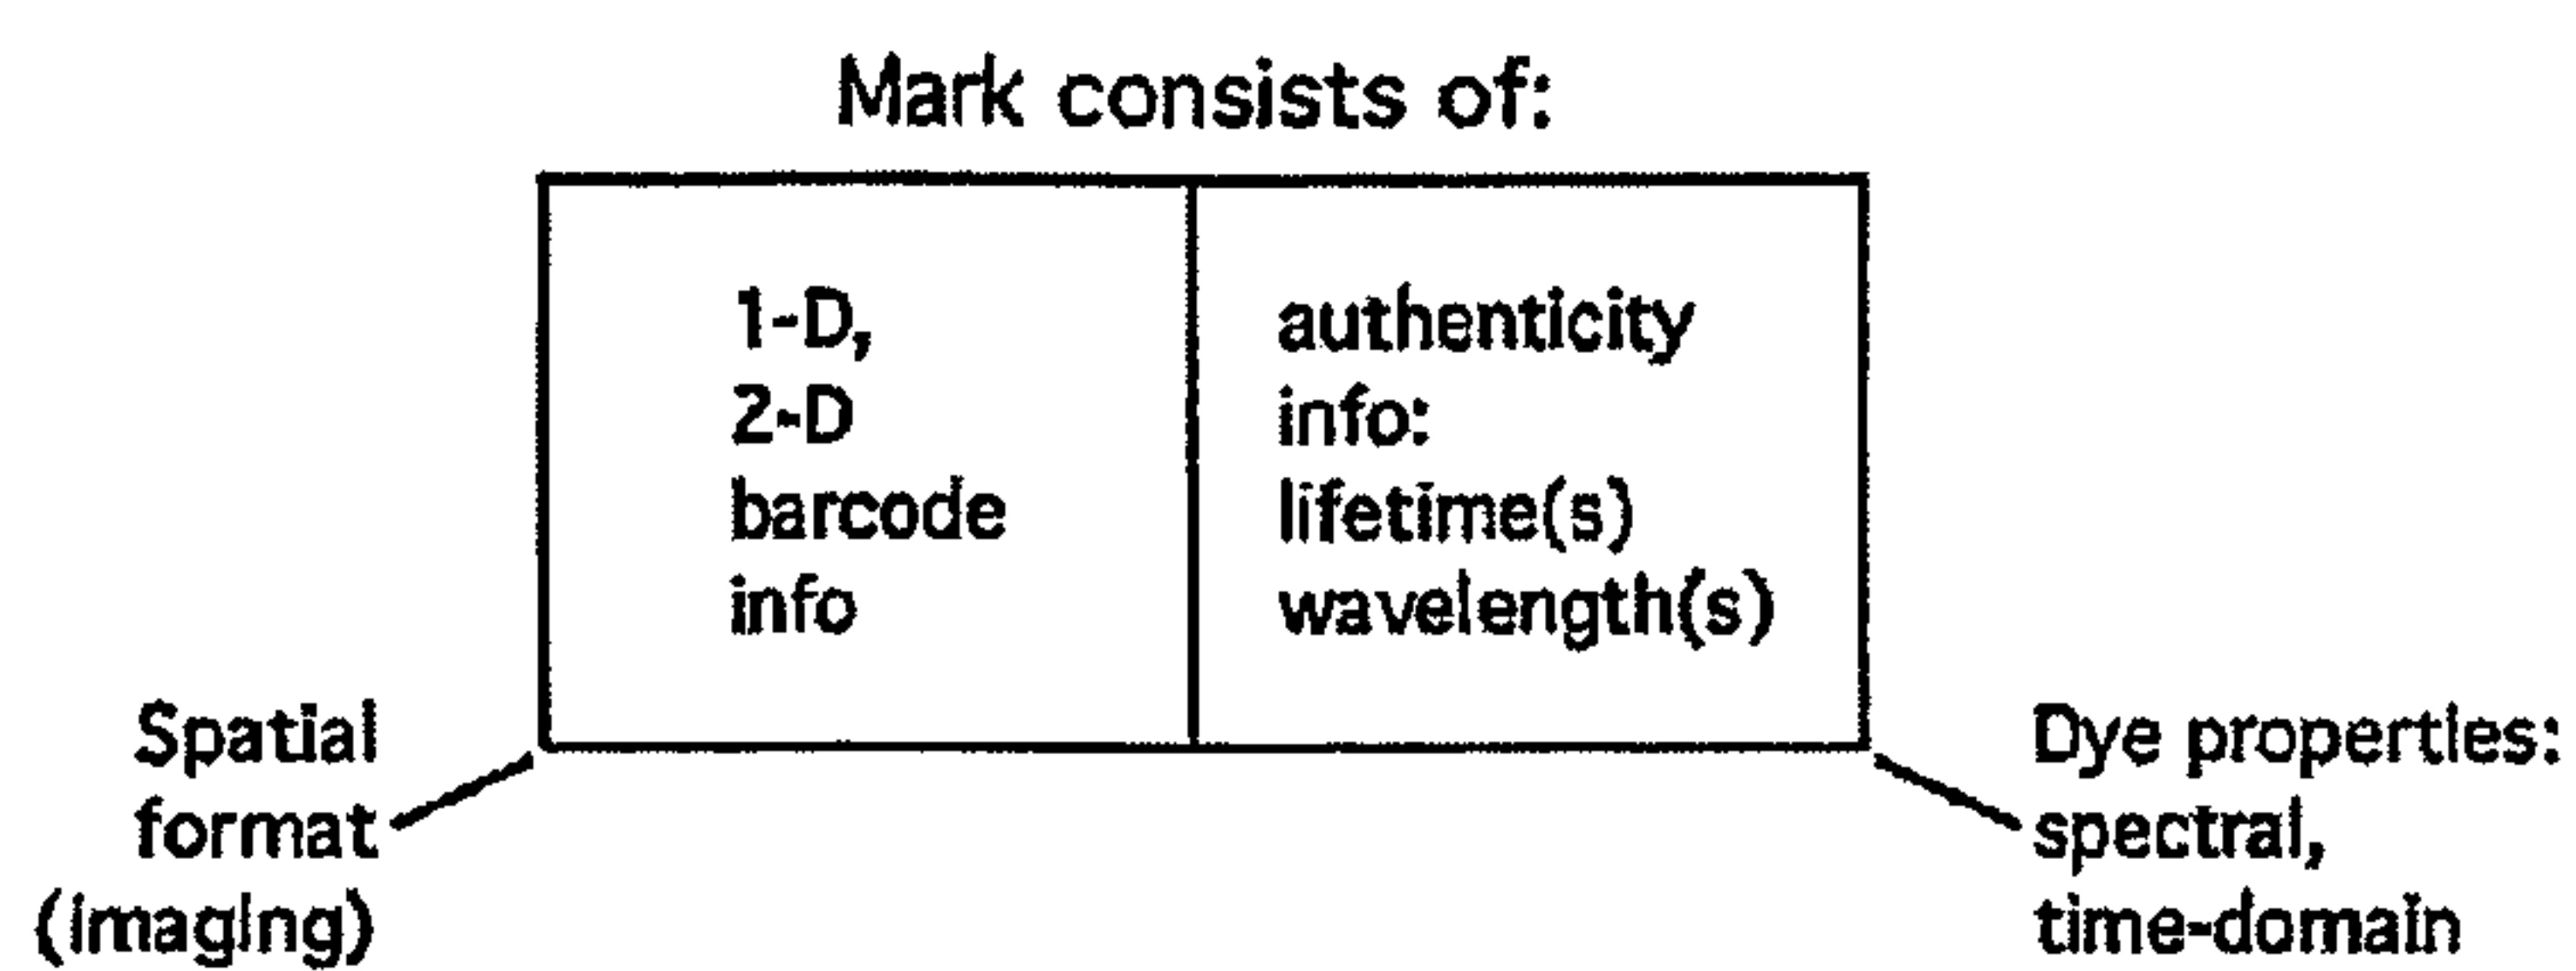 Mark consists of:
1-D,
2-D
barcode
info
authenticity
info:
lifetime(s)
wavelength(s)
Spatial
format
(imaging)
Dye properties:
spectral,
time-domain